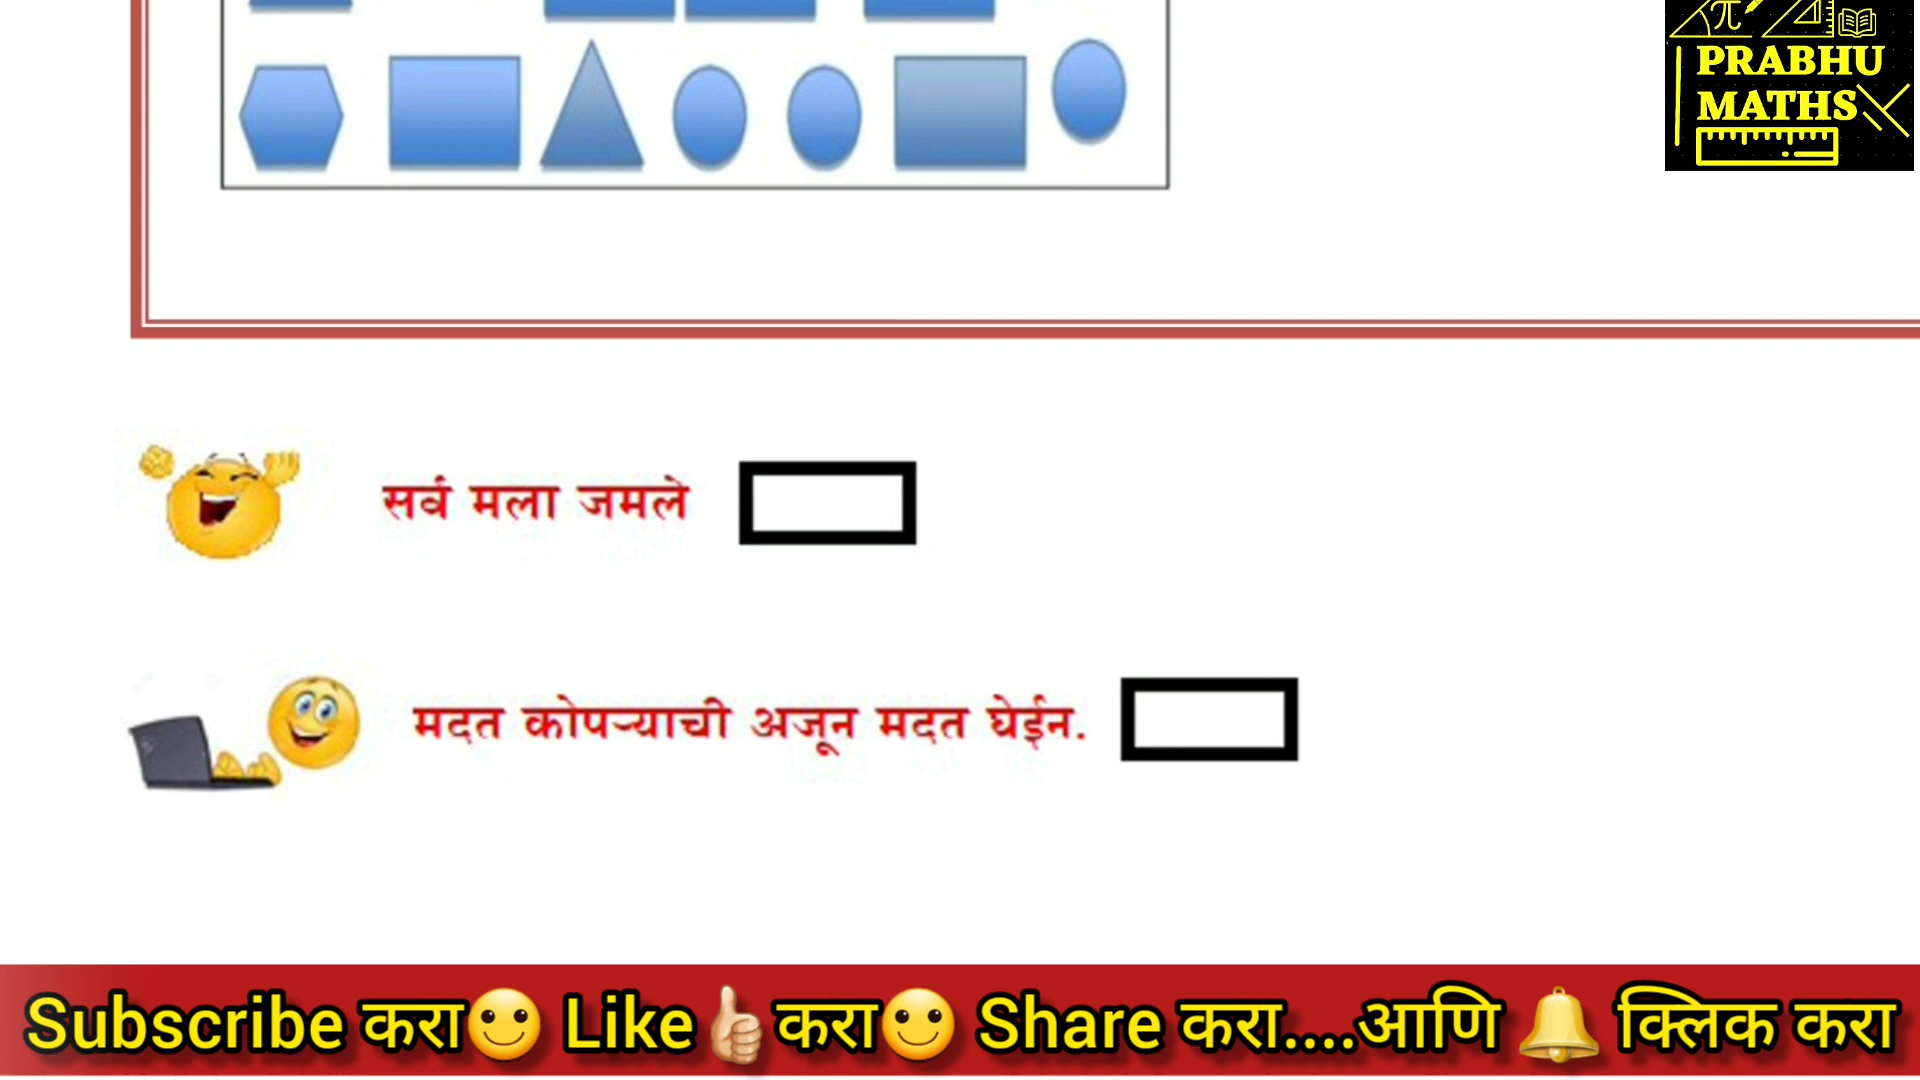 PRABHU
MATHS
सर्व मला जमले
मदत कोपऱ्याची अजून मदत घेईन.
Subscribe करा🙂 Like👍करा🙂 Share करा....आणि 🔔 क्लिक करा